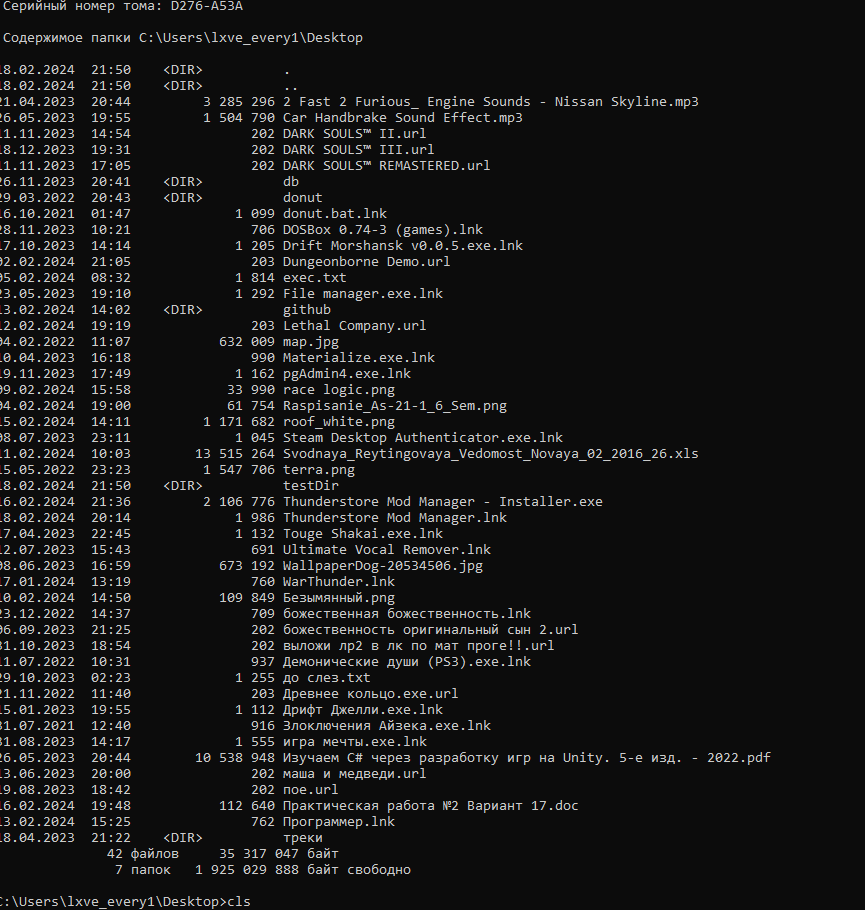 Серийный номер тома: D276-A53A
Содержимое папки C:\Users\lxve_every1\Desktop
18.02.2024  21:50    <DIR>          .
18.02.2024  21:50    <DIR>          ..
21.04.2023  20:44         3 285 296 2 Fast 2 Furious_ Engine Sounds - Nissan Skyline.mp3
26.05.2023  19:55         1 504 790 Car Handbrake Sound Effect.mp3
11.11.2023  14:54               202 DARK SOULS™ II.url
18.12.2023  19:31               202 DARK SOULS™ III.url
11.11.2023  17:05               202 DARK SOULS™ REMASTERED.url
26.11.2023  20:41    <DIR>          db
29.03.2022  20:43    <DIR>          donut
16.10.2021  01:47             1 099 donut.bat.lnk
28.11.2023  10:21               706 DOSBox 0.74-3 (games).lnk
17.10.2023  14:14             1 205 Drift Morshansk v0.0.5.exe.lnk
02.02.2024  21:05               203 Dungeonborne Demo.url
05.02.2024  08:32             1 814 exec.txt
23.05.2023  19:10             1 292 File manager.exe.lnk
13.02.2024  14:02    <DIR>          github
12.02.2024  19:19               203 Lethal Company.url
04.02.2022  11:07           632 009 map.jpg
10.04.2023  16:18               990 Materialize.exe.lnk
19.11.2023  17:49             1 162 pgAdmin4.exe.lnk
09.02.2024  15:58            33 990 race logic.png
04.02.2024  19:00            61 754 Raspisanie_As-21-1_6_Sem.png
15.02.2024  14:11         1 171 682 roof_white.png
08.07.2023  23:11             1 045 Steam Desktop Authenticator.exe.lnk
11.02.2024  10:03        13 515 264 Svodnaya_Reytingovaya_Vedomost_Novaya_02_2016_26.xls
15.05.2022  23:23         1 547 706 terra.png
18.02.2024  21:50    <DIR>          testDir
16.02.2024  21:36         2 106 776 Thunderstore Mod Manager - Installer.exe
18.02.2024  20:14             1 986 Thunderstore Mod Manager.lnk
17.04.2023  22:45             1 132 Touge Shakai.exe.lnk
12.07.2023  15:43               691 Ultimate Vocal Remover.lnk
08.06.2023  16:59           673 192 WallpaperDog-20534506.jpg
17.01.2024  13:19               760 WarThunder.lnk
10.02.2024  14:50           109 849 Безымянный.png
23.12.2022  14:37               709 божественная божественность.lnk
06.09.2023  21:25               202 божественность оригинальный сын 2.url
31.10.2023  18:54               202 выложи лр2 в лк по мат проге!!.url
11.07.2022  10:31               937 Демонические души (PS3).exe.lnk
29.10.2023  02:23             1 255 до слез.txt
21.11.2022  11:40               203 Древнее кольцо.exe.url
15.01.2023  19:55             1 112 Дрифт Джелли.exe.lnk
31.07.2021  12:40               916 Злоключения Айзека.exe.lnk
31.08.2023  14:17             1 555 игра мечты.exe.lnk
26.05.2023  20:44        10 538 948 Изучаем C# через разработку игр на Unity. 5-е изд. - 2022.pdf
13.06.2023  20:00               202 маша и медведи.url
19.08.2023  18:42               202 пое.url
16.02.2024  19:48           112 640 Практическая работа №2 Вариант 17.doc
13.02.2024  15:25               762 Программер.lnk
18.04.2023  21:22    <DIR>          треки
42 файлов     35 317 047 байт
7 папок   1 925 029 888 байт свободно
C:\Users\lxve_every1\Desktop>cls